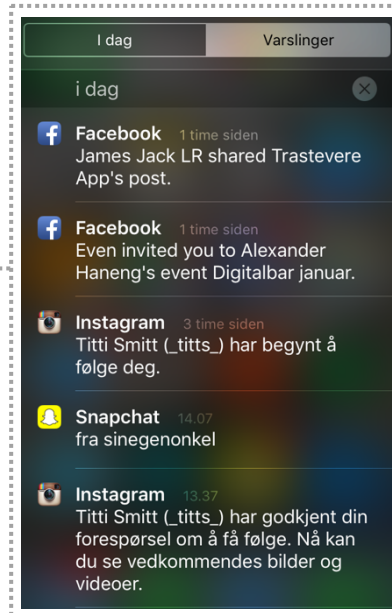 I dag Varslinger
i dag
Facebook 1 time siden
James Jack LR shared Trastevere
App's post.
Facebook 1 time siden
Even invited you to Alexander
Haneng's event Digitalbar januar.
Instagram 3 time siden
Titti Smitt (_titts_) har begynt å
følge deg.
Snapchat 14.07
fra sinegenonkel
Instagram 13.37
Titti Smitt (_titts_) har godkjent din
forespørsel om å få følge. Nå kan
du se vedkommendes bilder og
videoer.